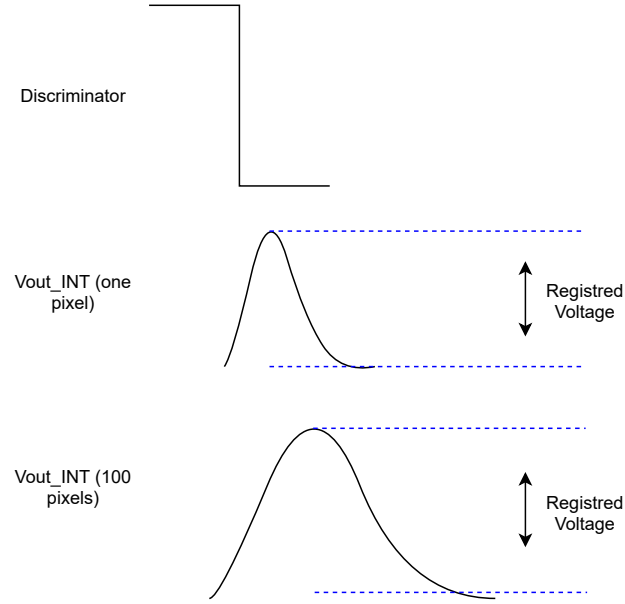 Discriminator
Vout_INT (one
pixel)
Registred
Voltage
Vout_INT (100
pixels)
Registred
Voltage